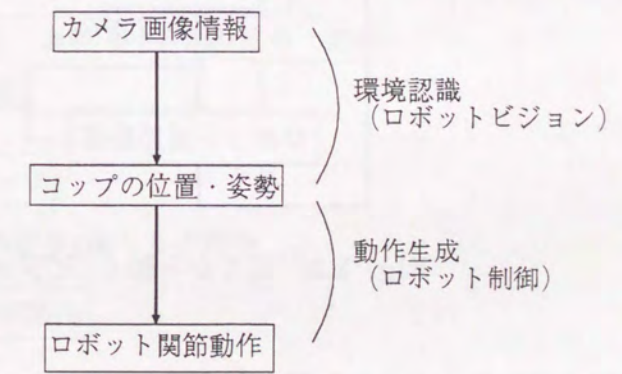 カメラ画像情報
環境認識
（ロボットビジョン）
コップの位置・姿勢
動作生成
（ロボット制御）
ロボット関節動作